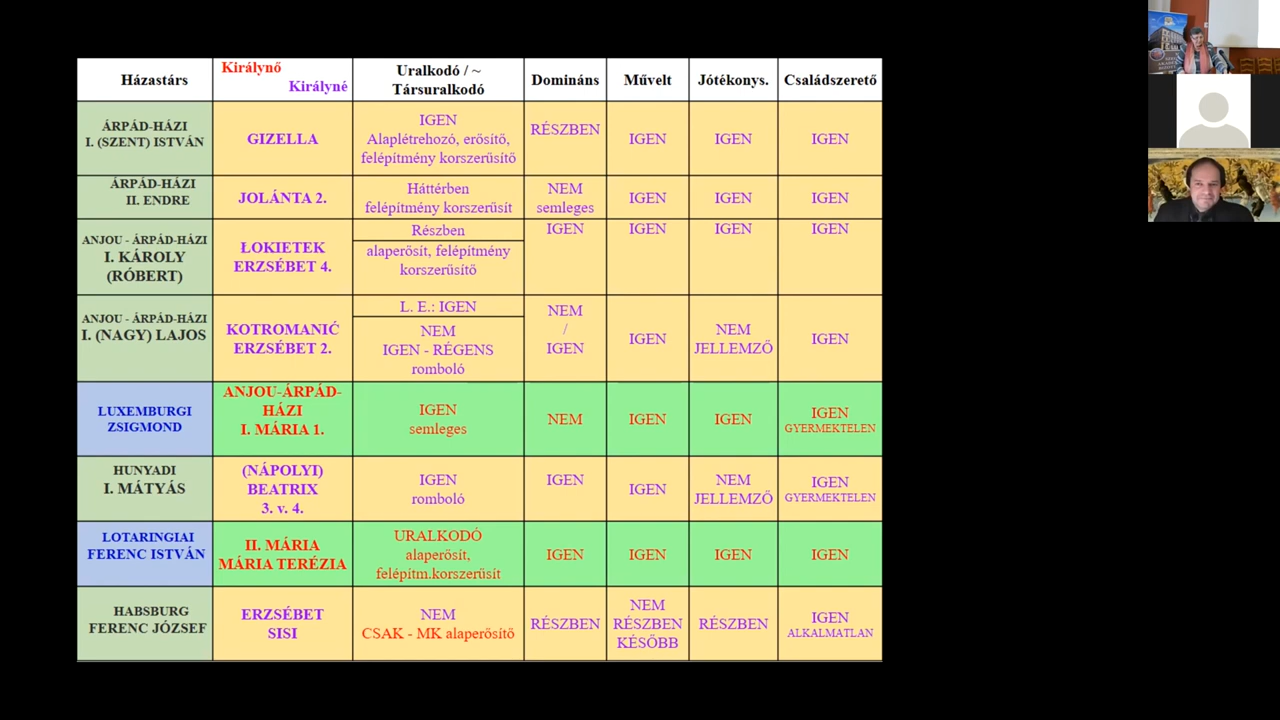 Házastárs
Királynő
Királyné
Uralkodó / ~
Társuralkodó
Domináns
Művelt
Jótékonys.
Családszerető
ÁRPÁD-HÁZI
I. (SZENT) ISTVÁN
GIZELLA
IGEN
Alaplétrehozó, erősítő,
felépítmény korszerűsítő
RÉSZBEN
IGEN
IGEN
IGEN
ÁRPÁD-HÁZI
II. ENDRE
JOLÁNTA 2.
Háttérben
felépítmény korszerűsít
NEM
semleges
IGEN
IGEN
IGEN
ANJOU - ÁRPÁD-HÁZI
I. KÁROLY
(RÓBERT)
ŁOKIETEK
ERZSÉBET 4.
Részben
alaperősít, felépítmény
korszerűsítő
IGEN
IGEN
IGEN
IGEN
ANJOU - ÁRPÁD-HÁZI
I. (NAGY) LAJOS
KOTROMANIĆ
ERZSÉBET 2.
L. E.: IGEN
NEM
IGEN - RÉGENS
romboló
NEM
/
IGEN
IGEN
NEM
JELLEMZŐ
IGEN
LUXEMBURGI
ZSIGMOND
ANJOU-ÁRPÁD-
HÁZI
I. MÁRIA 1.
IGEN
semleges
NEM
IGEN
IGEN
IGEN
GYERMEKTELEN
HUNYADI
I. MÁTYÁS
(NÁPOLYI)
BEATRIX
3. v. 4.
IGEN
romboló
IGEN
IGEN
NEM
JELLEMZŐ
IGEN
GYERMEKTELEN
LOTARINGIAI
FERENC ISTVÁN
II. MÁRIA
MÁRIA TERÉZIA
URALKODÓ
alaperősít,
felépítm.korszerűsít
IGEN
IGEN
IGEN
IGEN
HABSBURG
FERENC JÓZSEF
ERZSÉBET
SISI
NEM
CSAK - MK alaperősítő
RÉSZBEN
NEM
RÉSZBEN
KÉSŐBB
RÉSZBEN
IGEN
ALKALMATLAN